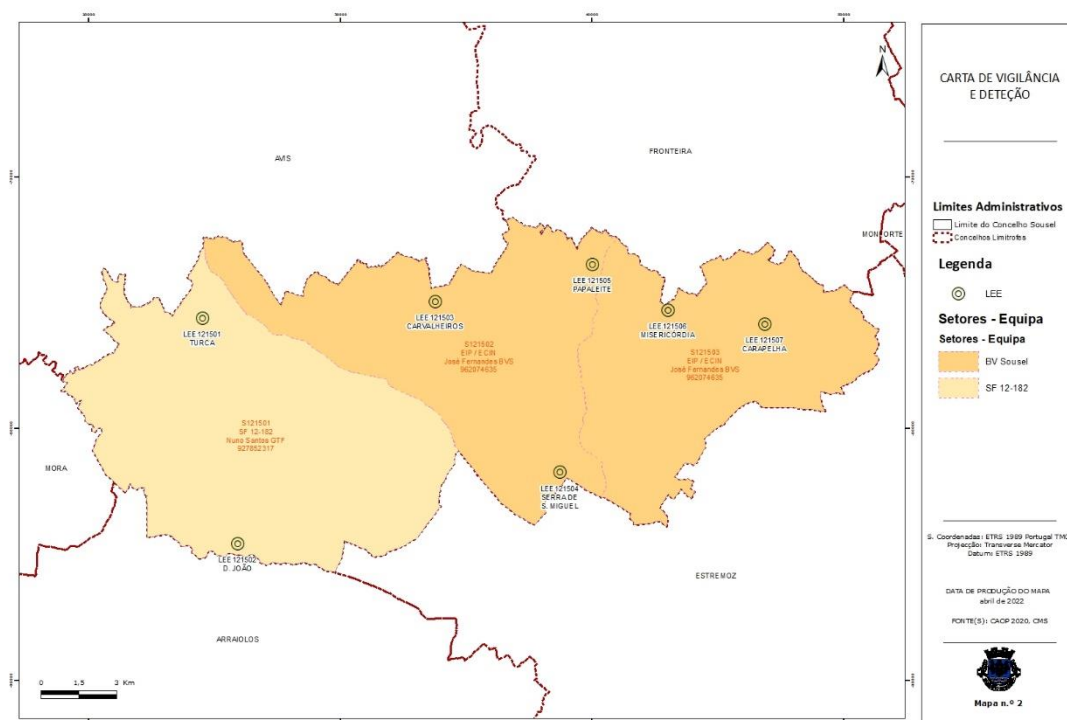 N
AVIS
FRONTEIRA
MONFORTE
LEE 121505
PAPALEITE
LEE 121503
CARVALHEIROS
LEE 121506
MISERICÓRDIA
LEE 121507
CARAPELHA
LEE 121501
TURCA
S121502
EIP / ECIN
José Fernandes BVS
962074635
S121503
EIP / ECIN
José Fernandes BVS
962074635
S121501
SF 12-182
Nuno Santos GTF
927852317
MORA
LEE 121504
SERRA DE
S. MIGUEL
LEE 121502
D. JOÃO
ESTREMOZ
ARRAIOLOS
0 1,5 3 Km
CARTA DE VIGILÂNCIA
E DETEÇÃO
Limites Administrativos
Limite do Concelho Sousel
Concelhos Limítrofes
Legenda
LEE
Setores - Equipa
Setores - Equipa
BV Sousel
SF 12-182
S. Coordenadas: ETRS 1989 Portugal TM06
Projecção: Transverse Mercator
Datum: ETRS 1989
DATA DE PRODUÇÃO DO MAPA
abril de 2022
FONTE(S): CAOP 2020, CMS
Mapa n.º 2